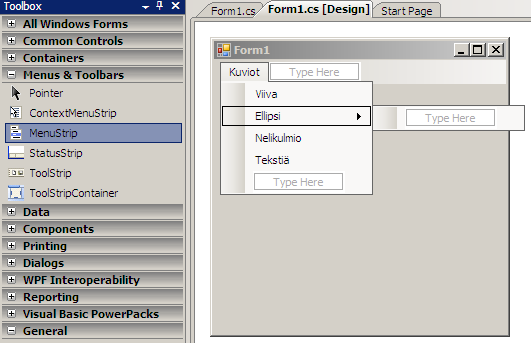 Toolbox
All Windows Forms
Common Controls
Containers
Menus & Toolbars
Pointer
ContextMenuStrip
MenuStrip
StatusStrip
ToolStrip
ToolStripContainer
Data
Components
Printing
Dialogs
WPF Interoperability
Reporting
Visual Basic PowerPacks
General
Form1.cs Form1.cs [Design] Start Page
Form1
Kuviot Type Here
Viiva
Ellipsi Type Here
Nelikulmio
Tekstiä
Type Here